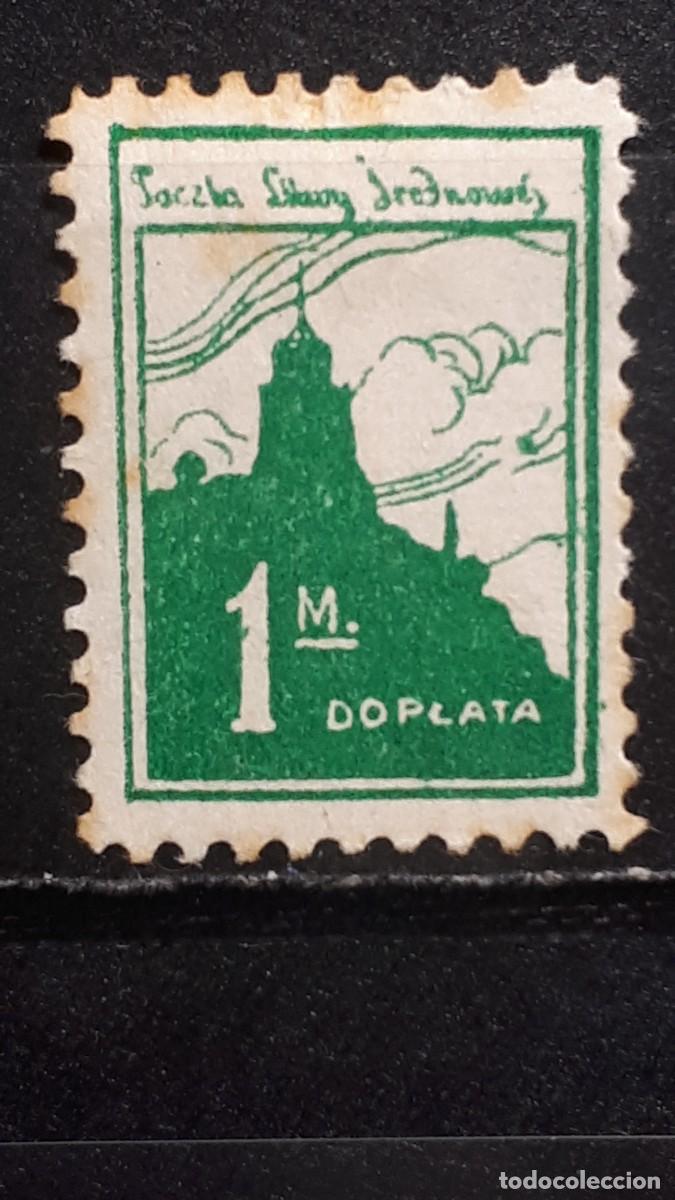 Poczta Litwy Środkowej
1 M.
DOPŁATA
todocoleccion